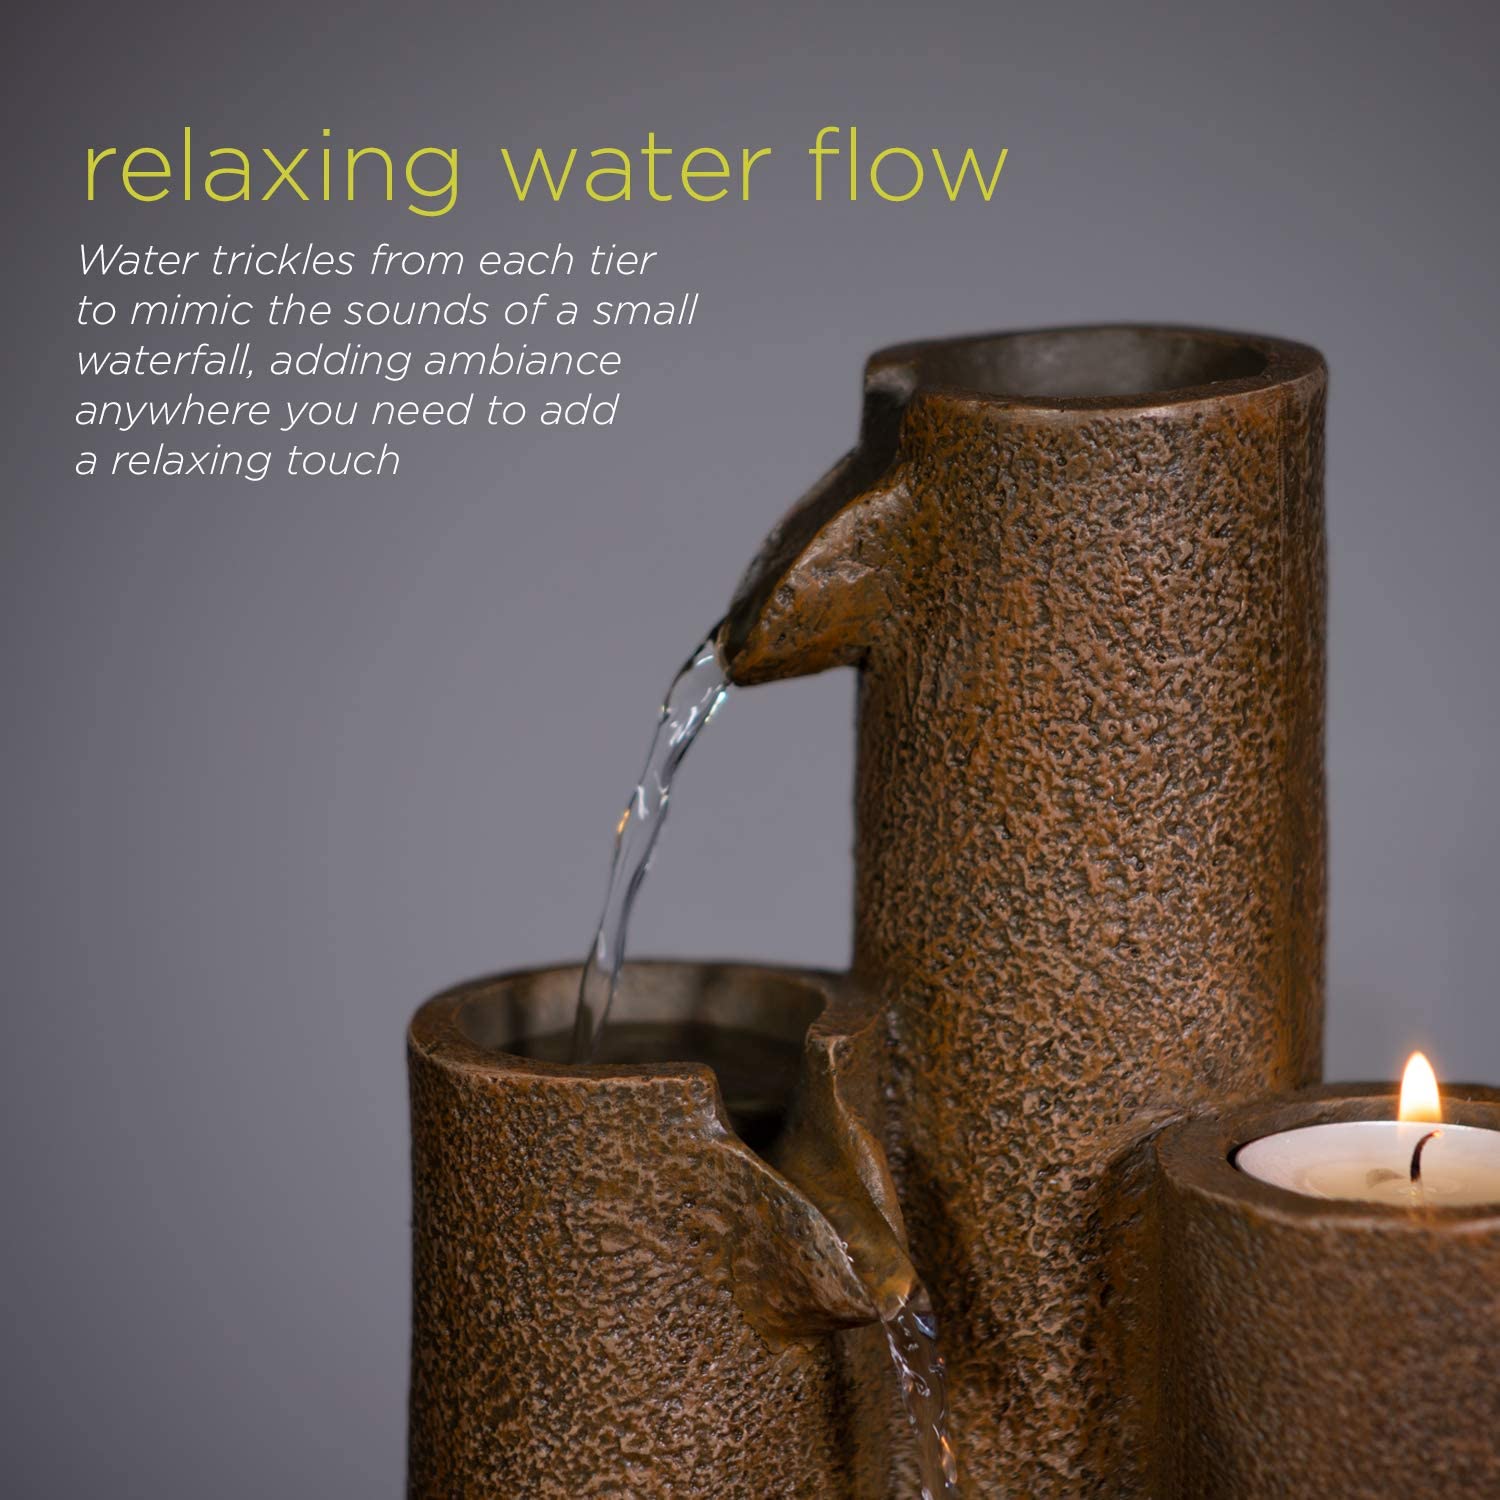 relaxing water flow
Water trickles from each tier
to mimic the sounds of a small
waterfall, adding ambiance
anywhere you need to add
a relaxing touch